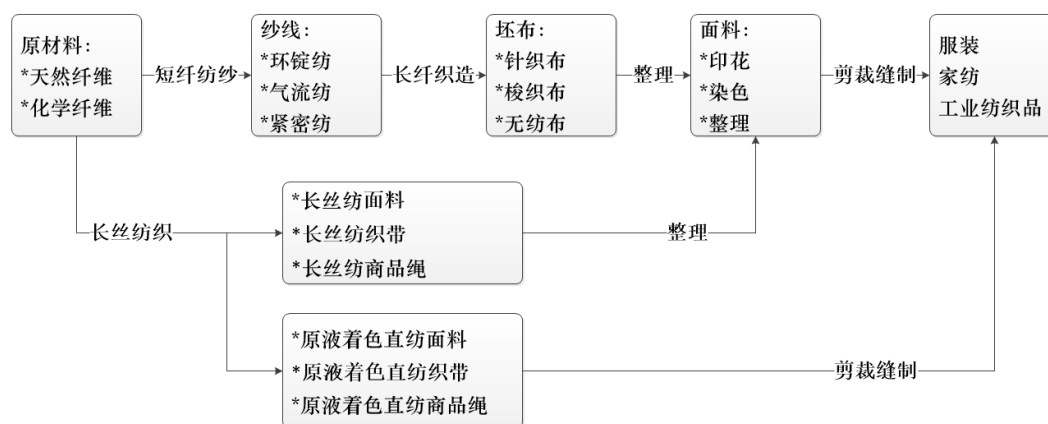 原材料:
*天然纤维
*化学纤维
短纤纺纱
纱线:
*环锭纺
*气流纺
*紧密纺
长纤织造
坯布:
*针织布
*梭织布
*无纺布
整理
面料:
*印花
*染色
*整理
剪裁缝制
服装
家纺
工业纺织品
长丝纺织
*长丝纺面料
*长丝纺织带
*长丝纺商品绳
整理
*原液着色直纺面料
*原液着色直纺织带
*原液着色直纺商品绳
剪裁缝制